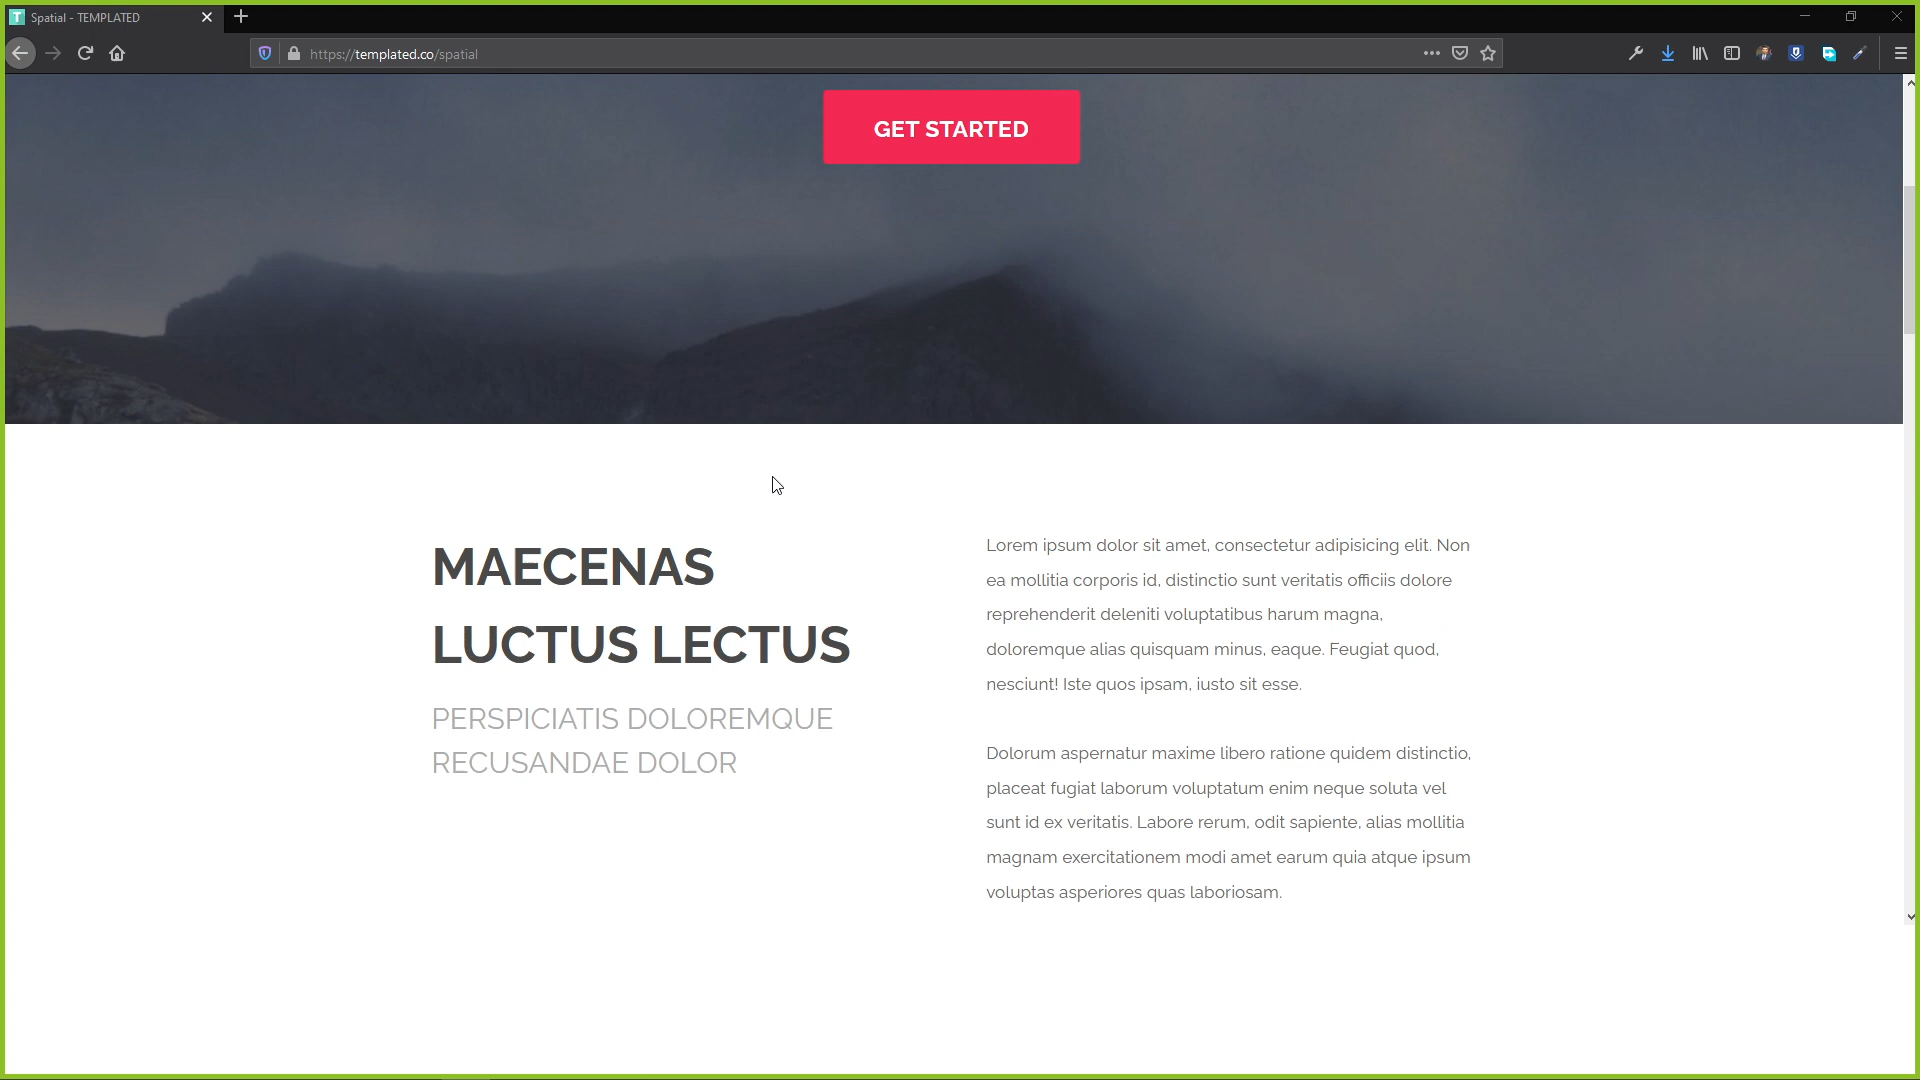 Spatial - TEMPLATED
https://templated.co/spatial
GET STARTED
MAECENAS
LUCTUS LECTUS
PERSPICIATIS DOLOREMQUE
RECUSANDAE DOLOR
Lorem ipsum dolor sit amet, consectetur adipisicing elit. Non
ea mollitia corporis id, distinctio sunt veritatis officiis dolore
reprehenderit deleniti voluptatibus harum magna,
doloremque alias quisquam minus, eaque. Feugiat quod,
nesciunt! Iste quos ipsam, iusto sit esse.
Dolorum aspernatur maxime libero ratione quidem distinctio,
placeat fugiat laborum voluptatum enim neque soluta vel
sunt id ex veritatis. Labore rerum, odit sapiente, alias mollitia
magnam exercitationem modi amet earum quia atque ipsum
voluptas asperiores quas laboriosam.